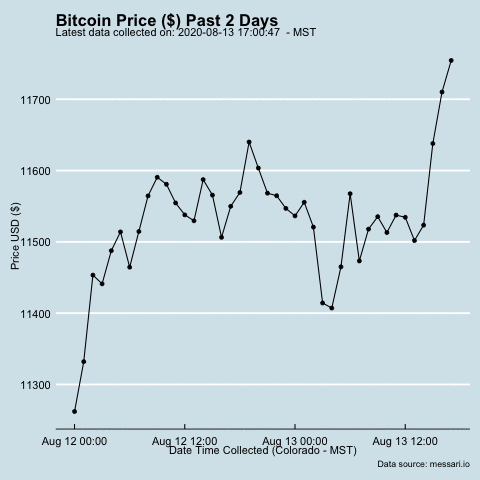 Bitcoin Price ($) Past 2 Days
Latest data collected on: 2020-08-13 17:00:47  - MST
11700
11600
11500
11400
11300
Price USD ($)
Aug 12 00:00 Aug 12 12:00 Aug 13 00:00 Aug 13 12:00
Date Time Collected (Colorado - MST)
Data source: messari.io